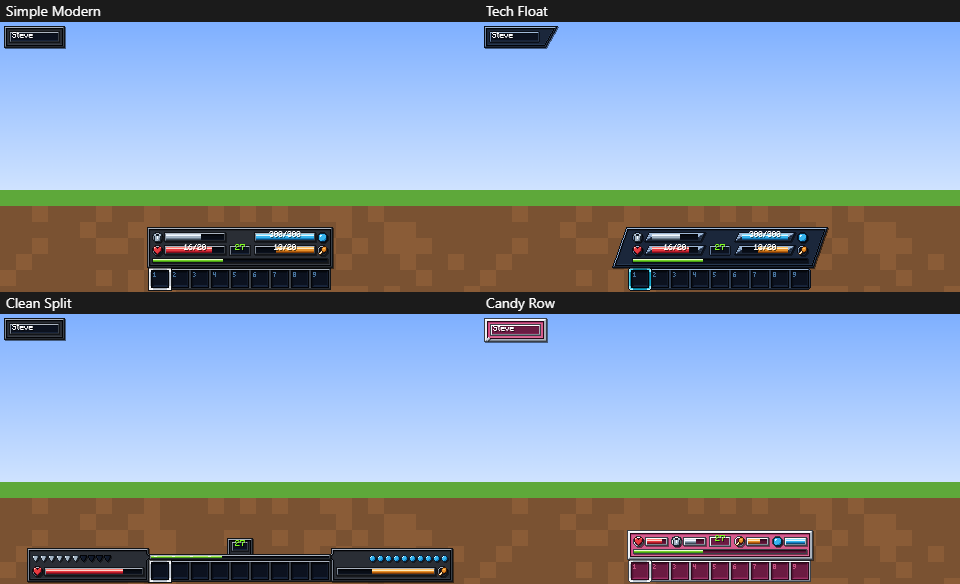 Simple Modern
Steve
300/300
16/20 27 13/20
1 2 3 4 5 6 7 8 9
Tech Float
Steve
300/300
16/20 27 13/20
1 2 3 4 5 6 7 8 9
Clean Split
Steve
27
Candy Row
Steve
27
1 2 3 4 5 6 7 8 9